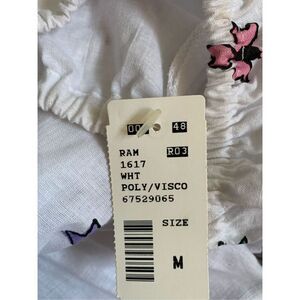 48
RAM R03
1617
WHT
POLY/VISCO
67529065
SIZE
M